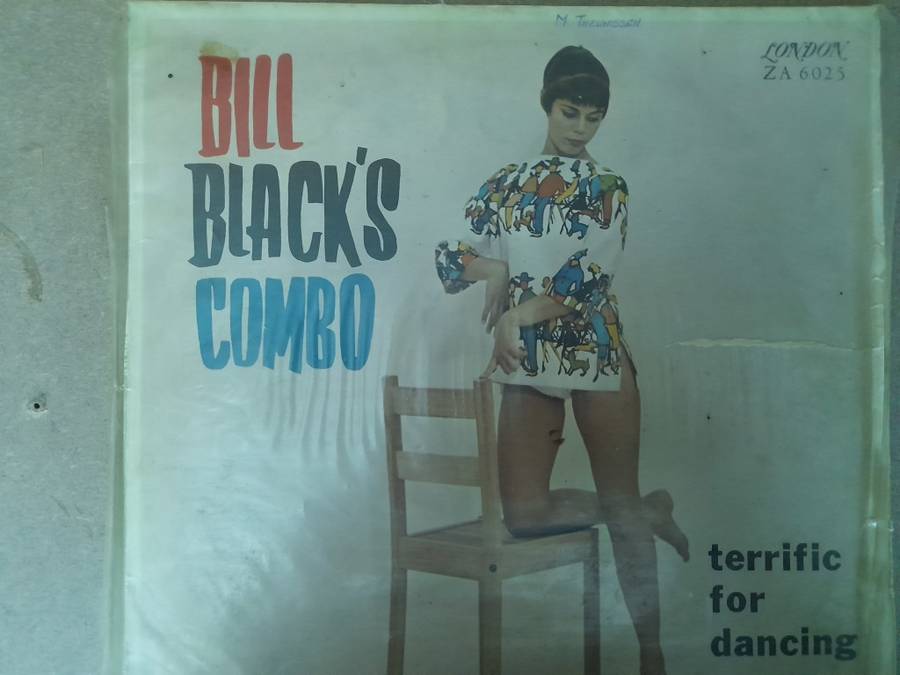 LONDON
ZA 6025
BILL
BLACK'S
COMBO
terrific
for
dancing